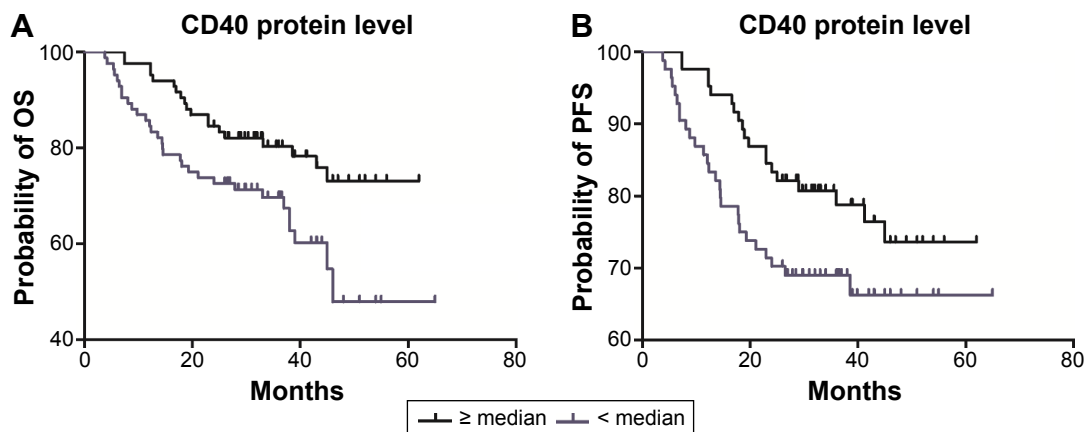 A
CD40 protein level
Probability of OS
100
80
60
40
0
20
40
60
80
Months
B
CD40 protein level
Probability of PFS
100
90
80
70
60
0
20
40
60
80
Months
≥ median
< median